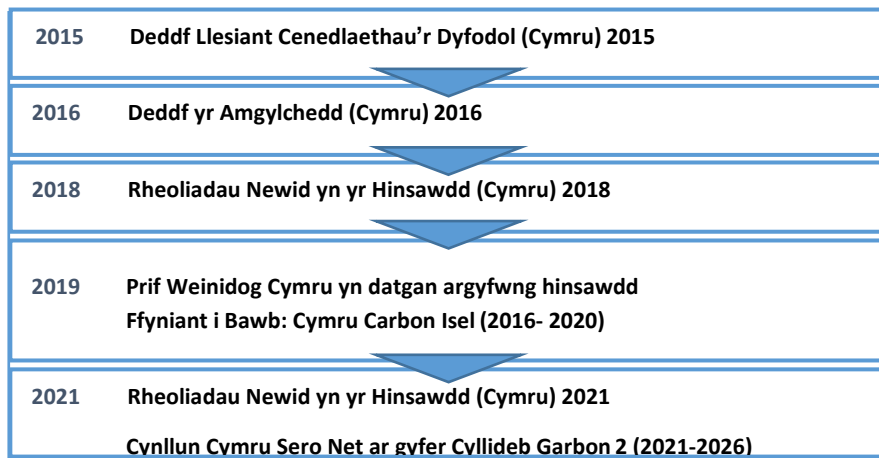 2015 Deddf Llesiant Cenedlaethau'r Dyfodol (Cymru) 2015
2016 Deddf yr Amgylchedd (Cymru) 2016
2018 Rheoliadau Newid yn yr Hinsawdd (Cymru) 2018
2019 Prif Weinidog Cymru yn datgan argyfwng hinsawdd
Ffyniant i Bawb: Cymru Carbon Isel (2016- 2020)
2021 Rheoliadau Newid yn yr Hinsawdd (Cymru) 2021
Cynllun Cymru Sero Net ar gyfer Cyllideb Garbon 2 (2021-2026)